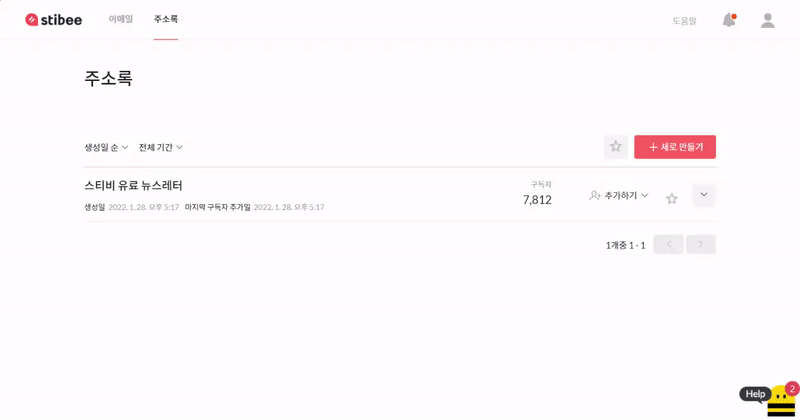 stibee 이메일 주소록 도움말
주소록
생성일 순 전체 기간 + 새로 만들기
스티비 유료 뉴스레터
생성일 2022. 1. 28. 오후 5:17 마지막 구독자 추가일 2022. 1. 28. 오후 5:17
구독자
7,812
추가하기
1개중 1 - 1
Help 2